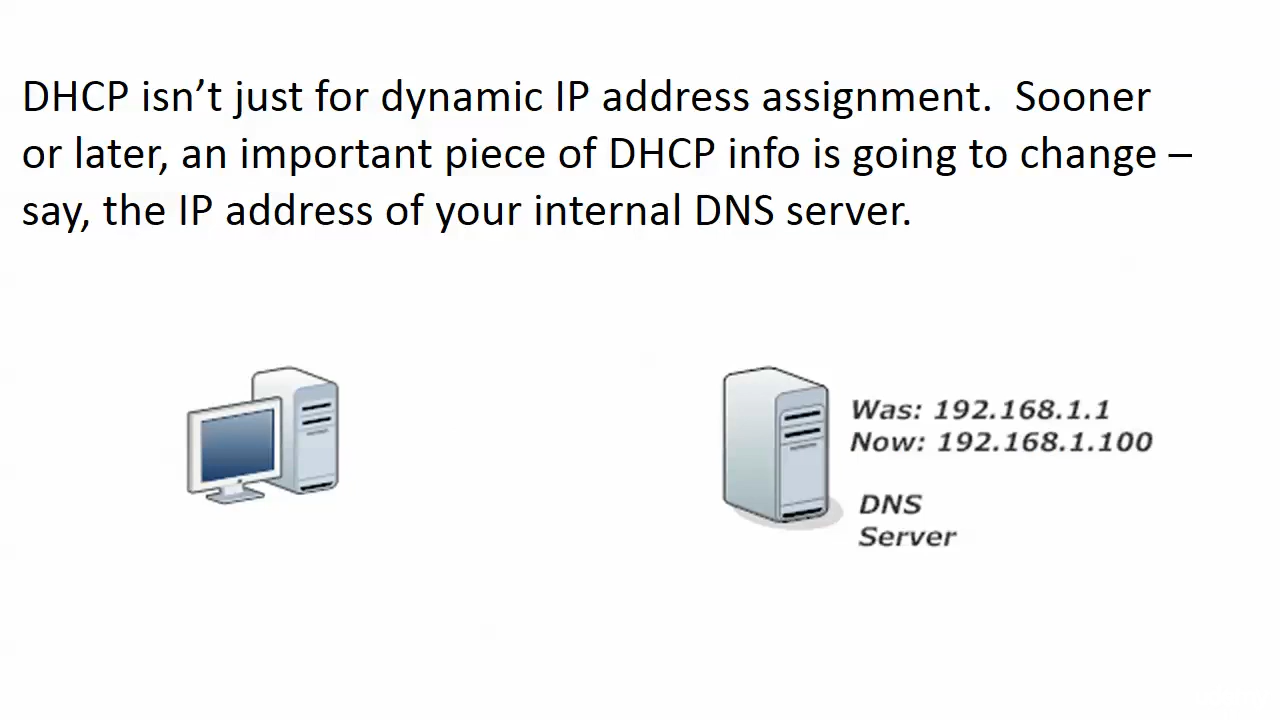 DHCP isn’t just for dynamic IP address assignment.  Sooner
or later, an important piece of DHCP info is going to change –
say, the IP address of your internal DNS server.
Was: 192.168.1.1
Now: 192.168.1.100
DNS
Server